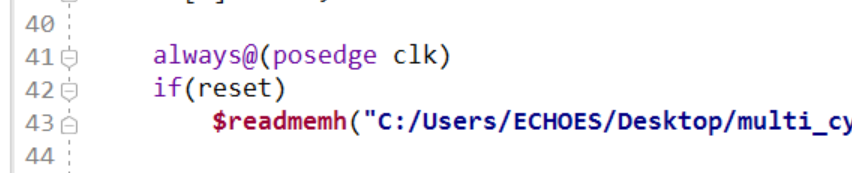 40
41 always@(posedge clk)
42 if(reset)
43 $readmemh("C:/Users/ECHOES/Desktop/multi_cy
44